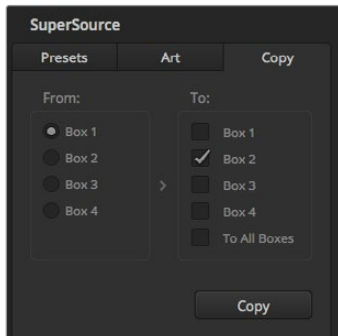 SuperSource
Presets Art Copy
From: To:
Box 1 Box 1
Box 2 Box 2
Box 3 > Box 3
Box 4 Box 4
To All Boxes
Copy